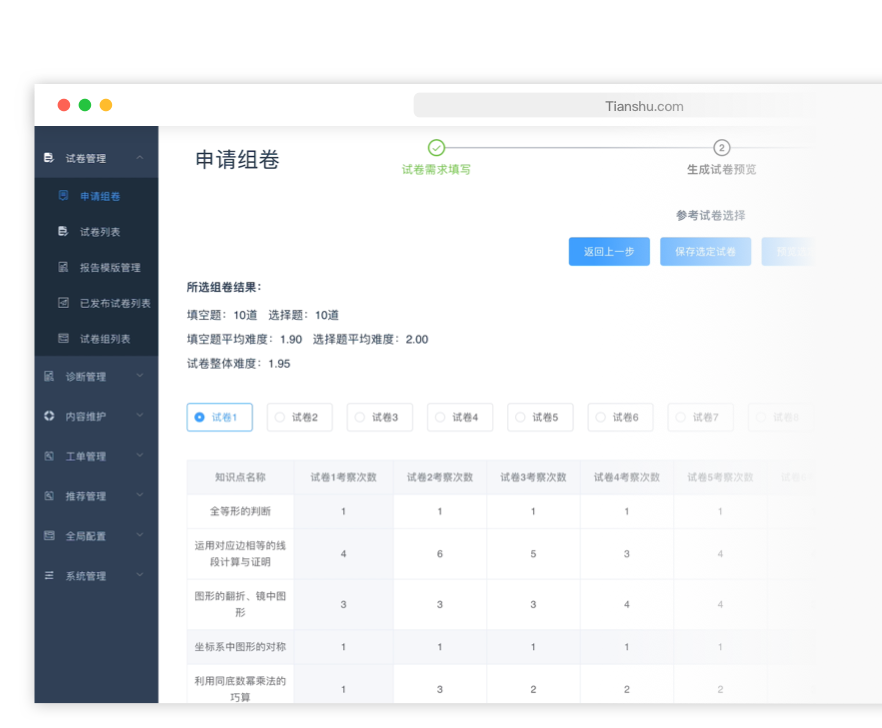 Tianshu.com
试卷管理
申请组卷
试卷列表
报告模版管理
已发布试卷列表
试卷组列表
诊断管理
内容维护
工单管理
推荐管理
全局配置
系统管理
申请组卷
试卷需求填写
2
生成试卷预览
参考试卷选择
返回上一步 保存选定试卷
所选组卷结果：
填空题：10道 选择题：10道
填空题平均难度：1.90 选择题平均难度：2.00
试卷整体难度：1.95
试卷1 试卷2 试卷3 试卷4 试卷5 试卷6 试卷7
知识点名称 试卷1考察次数 试卷2考察次数 试卷3考察次数 试卷4考察次数 试卷5考察次数
全等形的判断 1 1 1 1 1
运用对应边相等的线
段计算与证明 4 6 5 3 4
图形的翻折、镜中图
形 3 3 3 4 4
坐标系中图形的对称 1 1 1 1 1
利用同底数幂乘法的
巧算 1 3 2 2 2